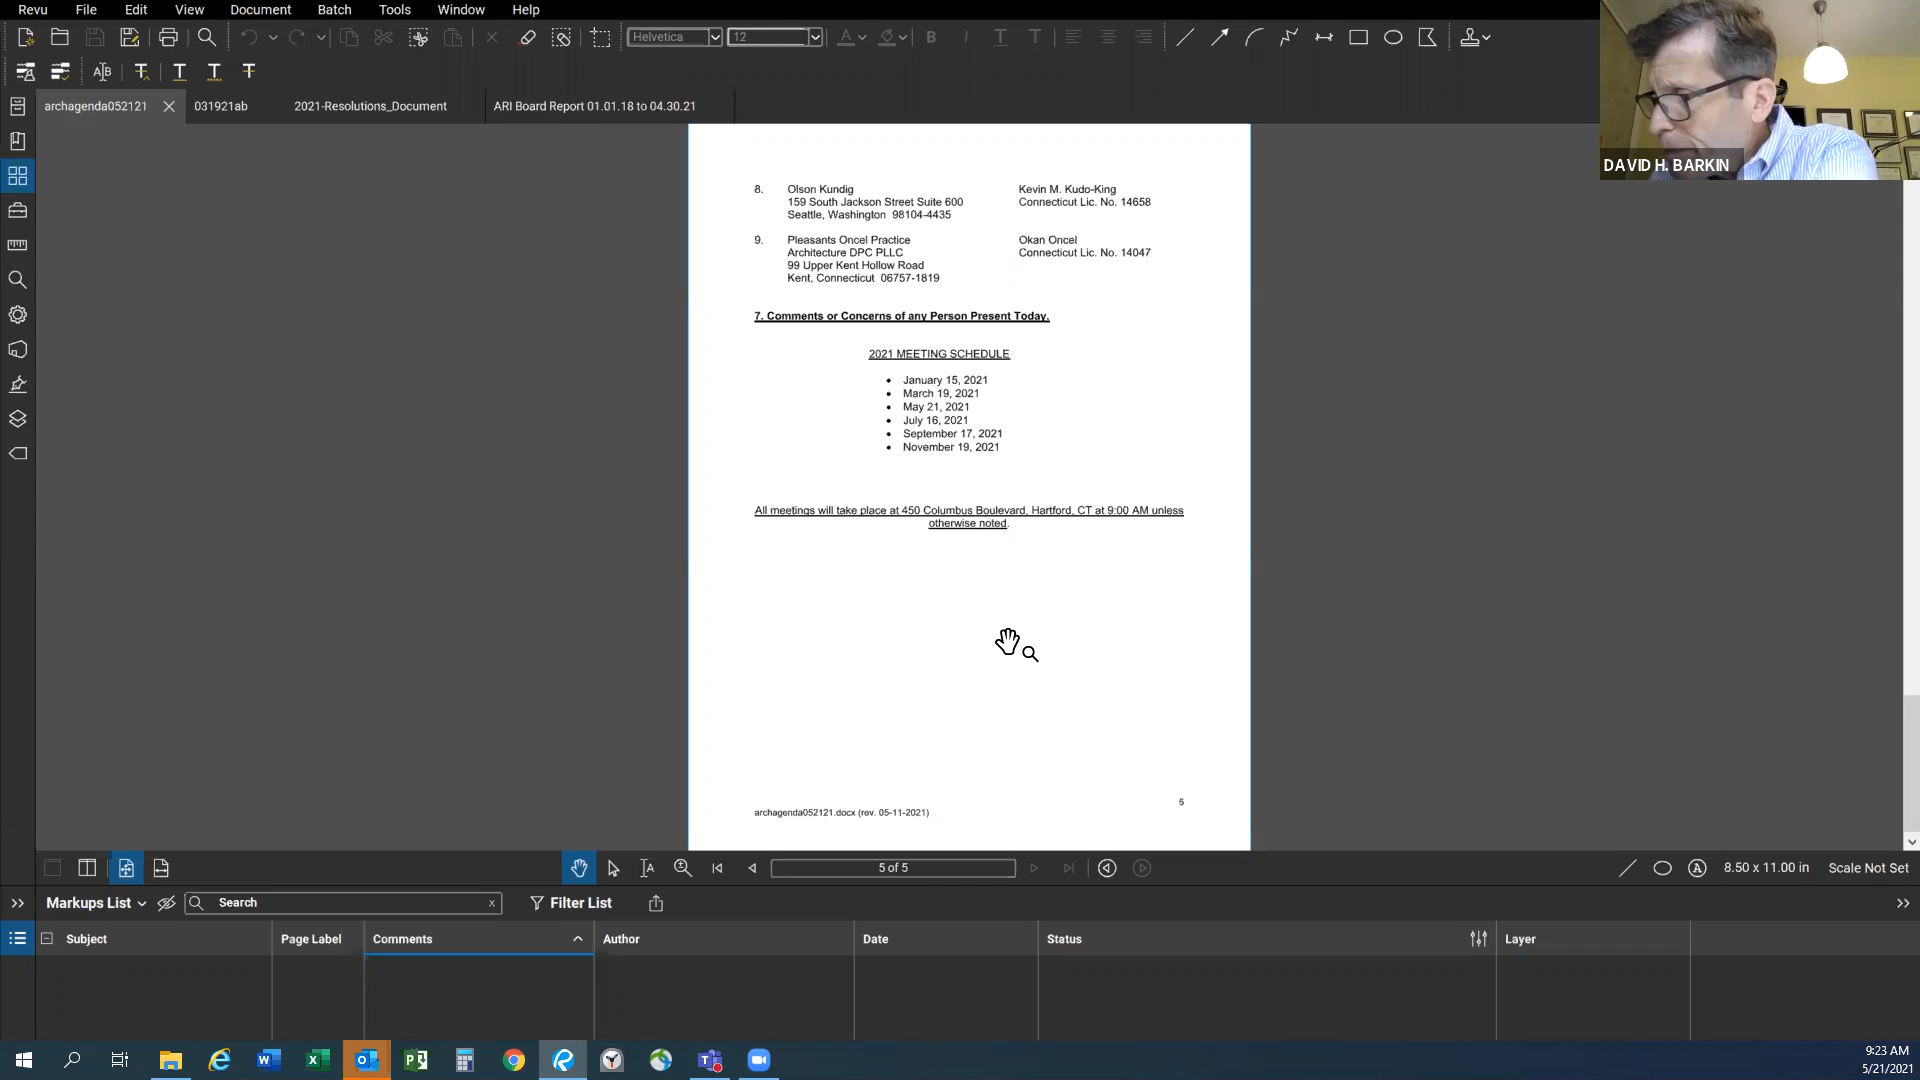 Revu File Edit View Document Batch Tools Window Help
Helvetica 12
archagenda052121 031921ab 2021-Resolutions_Document ARI Board Report 01.01.18 to 04.30.21
DAVID H. BARKIN
8. Olson Kundig Kevin M. Kudo-King
159 South Jackson Street Suite 600 Connecticut Lic. No. 14658
Seattle, Washington 98104-4435
9. Pleasants Oncel Practice Okan Oncel
Architecture DPC PLLC Connecticut Lic. No. 14047
99 Upper Kent Hollow Road
Kent, Connecticut 06757-1819
7. Comments or Concerns of any Person Present Today.
2021 MEETING SCHEDULE
• January 15, 2021
• March 19, 2021
• May 21, 2021
• July 16, 2021
• September 17, 2021
• November 19, 2021
All meetings will take place at 450 Columbus Boulevard, Hartford, CT at 9:00 AM unless
otherwise noted.
5
archagenda052121.docx (rev. 05-11-2021)
5 of 5 8.50 x 11.00 in Scale Not Set
Markups List Search x Filter List
Subject Page Label Comments Author Date Status Layer
9:23 AM
5/21/2021